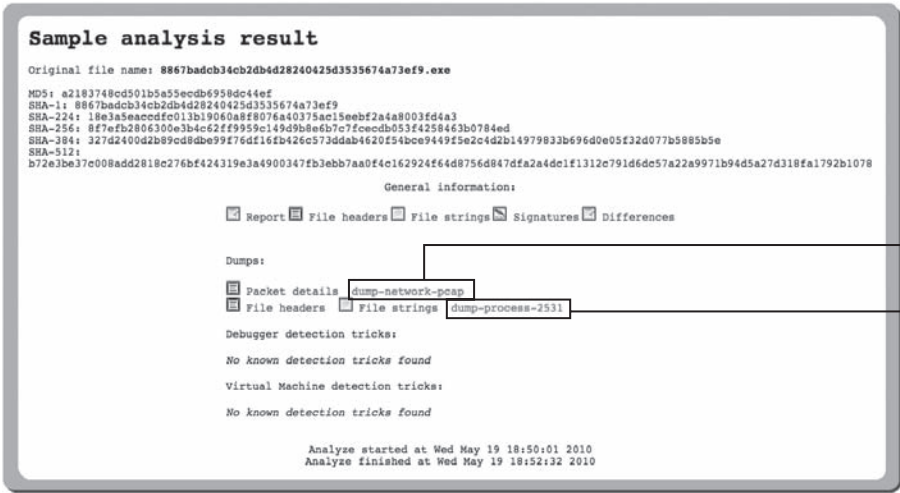 Sample analysis result
Original file name: 8867badcb34cb2db4d28240425d3535674a73ef9.exe
MD5: a2183748cd501b5a55ecdb6958dc44ef
SHA-1: 8867badcb34cb2db4d28240425d3535674a73ef9
SHA-224: 18e3a5eaccdfc013b19060a8f8076a40375ac15eebf2a4a8003fd4a3
SHA-256: 8f7efb2806300e3b4c62ff9959c149d9b8e6b7c7fcecdb053f4258463b0784ed
SHA-384: 327d2400d2b89cd8dbe99f76df16fb426c573ddab4620f54bce9449f5e2c4d2b14979833b696d0e05f32d077b5885b5e
SHA-512:
b72e3be37c008add2818c276bf424319e3a4900347fb3ebb7aa0f4c162924f64d8756d847dfa2a4dc1f1312c791d6dc57a22a9971b94d5a27d318fa1792b1078
General information:
Report File headers File strings Signatures Differences
Dumps:
Packet details dump-network-pcap
File headers File strings dump-process-2531
Debugger detection tricks:
No known detection tricks found
Virtual Machine detection tricks:
No known detection tricks found
Analyze started at Wed May 19 18:50:01 2010
Analyze finished at Wed May 19 18:52:32 2010